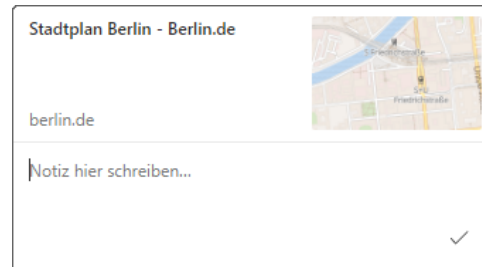 Stadtplan Berlin - Berlin.de
S Friedrichstraße
S+U
Friedrichstraße
berlin.de
Notiz hier schreiben...